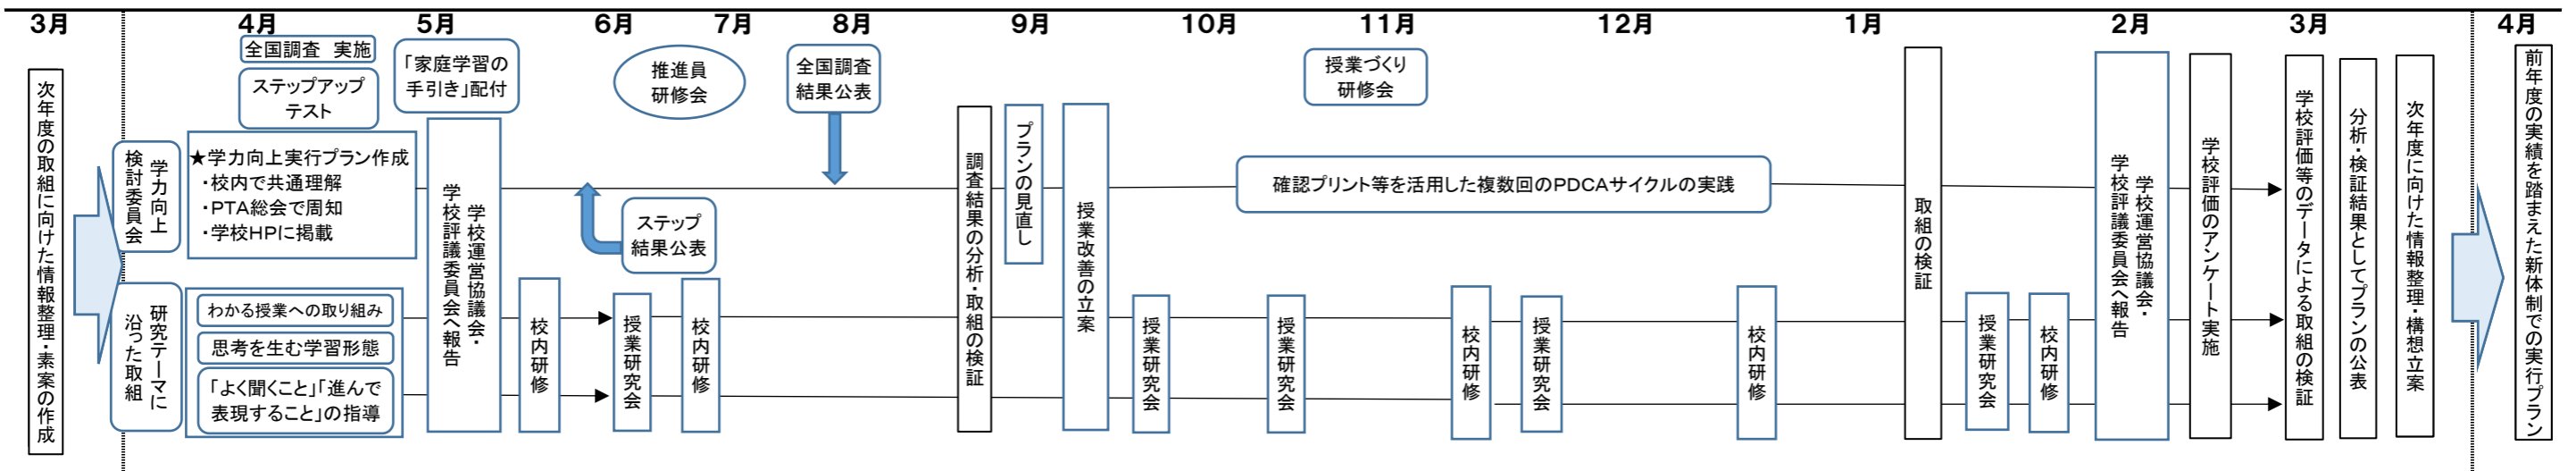 3月
4月
5月
6月
7月
8月
9月
10月
11月
12月
1月
2月
3月
4月
次年度の取組に向けた情報整理・素案の作成
学力向上
検討委員会
研究テーマに
沿った取組
全国調査　実施
ステップアップ
テスト
★学力向上実行プラン作成
・校内で共通理解
・PTA総会で周知
・学校HPに掲載
わかる授業への取り組み
思考を生む学習形態
「よく聞くこと」「進んで
表現すること」の指導
「家庭学習の
手引き」配付
学校運営協議会・
学校評議委員会へ報告
校内研修
推進員
研修会
ステップ
結果公表
授業研究会
校内研修
全国調査
結果公表
調査結果の分析・取組の検証
プランの見直し
授業改善の立案
授業研究会
授業づくり
研修会
確認プリント等を活用した複数回のPDCAサイクルの実践
授業研究会
校内研修
授業研究会
校内研修
取組の検証
授業研究会
校内研修
学校運営協議会・
学校評議委員会へ報告
学校評価のアンケート実施
学校評価等のデータによる取組の検証
分析・検証結果としてプランの公表
次年度に向けた情報整理・構想立案
前年度の実績を踏まえた新体制での実行プラン